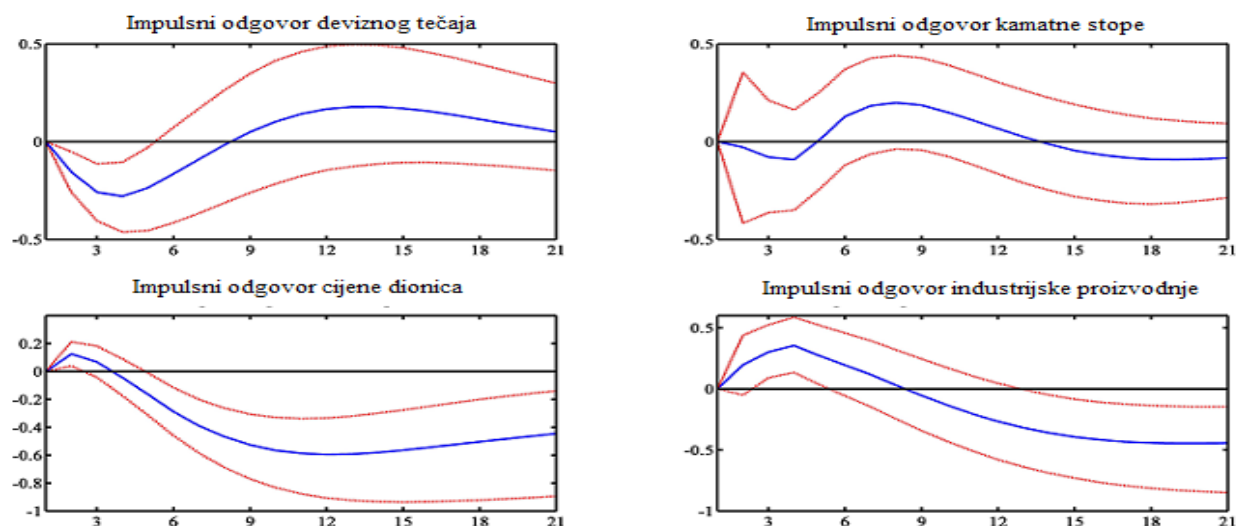 Impulsni odgovor deviznog tečaja
0.5
0
-0.5
3 6 9 12 15 18 21
Impulsni odgovor kamatne stope
0.5
0
-0.5
3 6 9 12 15 18 21
Impulsni odgovor cijene dionica
0.2
0
-0.2
-0.4
-0.6
-0.8
-1
3 6 9 12 15 18 21
Impulsni odgovor industrijske proizvodnje
0.5
0
-0.5
-1
3 6 9 12 15 18 21